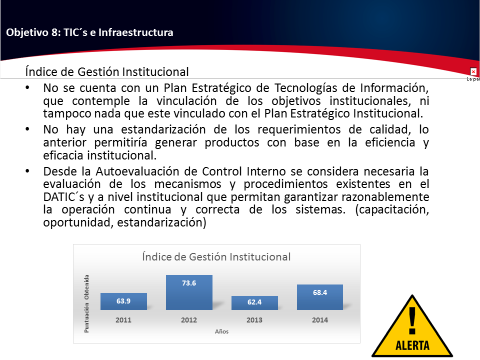 Objetivo 8: TIC´s e Infraestructura
Índice de Gestión Institucional
• No se cuenta con un Plan Estratégico de Tecnologías de Información,
que contemple la vinculación de los objetivos institucionales, ni
tampoco nada que este vinculado con el Plan Estratégico Institucional.
• No hay una estandarización de los requerimientos de calidad, lo
anterior permitiría generar productos con base en la eficiencia y
eficacia institucional.
• Desde la Autoevaluación de Control Interno se considera necesaria la
evaluación de los mecanismos y procedimientos existentes en el
DATIC´s y a nivel institucional que permitan garantizar razonablemente
la operación continua y correcta de los sistemas. (capacitación,
oportunidad, estandarización)
Índice de Gestión Institucional
Puntuación Obtenida
63.9
73.6
62.4
68.4
2011 2012 2013 2014
Años
!
ALERTA